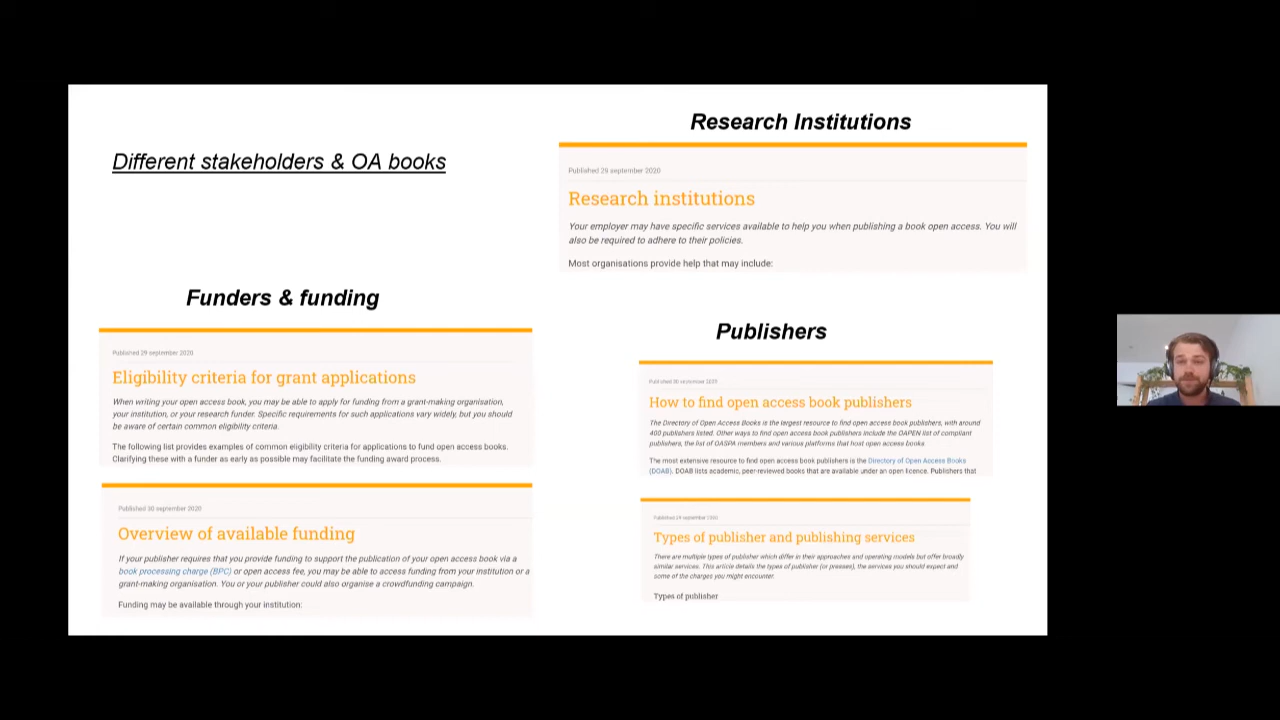 Different stakeholders & OA books
Research Institutions
Published 29 september 2020
Research institutions
Your employer may have specific services available to help you when publishing a book open access. You will
also be required to adhere to their policies.
Most organisations provide help that may include:
Funders & funding
Published 29 september 2020
Eligibility criteria for grant applications
When writing your open access book, you may be able to apply for funding from a grant-making organisation,
your institution, or your research funder. Specific requirements for such applications vary widely, but you should
be aware of certain common eligibility criteria.
The following list provides examples of common eligibility criteria for applications to fund open access books.
Clarifying these with a funder as early as possible may facilitate the funding award process.
Published 30 september 2020
Overview of available funding
If your publisher requires that you provide funding to support the publication of your open access book via a
book processing charge (BPC) or open access fee, you may be able to access funding from your institution or a
grant-making organisation. You or your publisher could also organise a crowdfunding campaign.
Funding may be available through your institution:
Publishers
Published 30 september 2020
How to find open access book publishers
The Directory of Open Access Books is the largest resource to find open access book publishers, with around
400 publishers listed. Other ways to find open access book publishers include the OAPEN list of compliant
publishers, the list of OASPA members and various platforms that host open access books
The most extensive resource to find open access book publishers is the Directory of Open Access Books
(DOAB). DOAB lists academic, peer-reviewed books that are available under an open licence. Publishers that
Published 29 september 2020
Types of publisher and publishing services
There are multiple types of publisher which differ in their approaches and operating models but offer broadly
similar services. This article details the types of publisher (or presses), the services you should expect and
some of the charges you might encounter.
Types of publisher